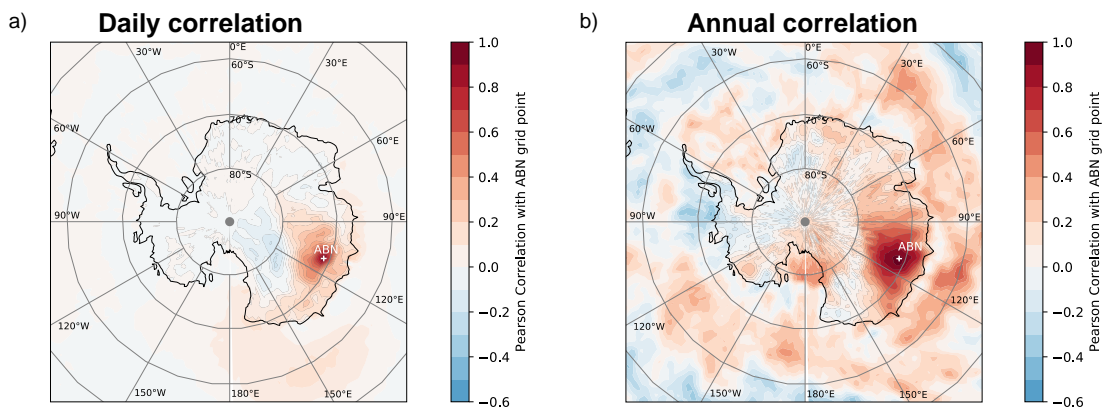 a)
Daily correlation
0°E
30°W
30°E
60°S
60°W
70°S
80°S
90°W
90°E
ABN
120°W
120°E
150°W
180°E
150°E
1.0
0.8
0.6
0.4
0.2
0.0
−0.2
−0.4
−0.6
Pearson Correlation with ABN grid point
b)
Annual correlation
0°E
30°W
30°E
60°S
60°W
70°S
80°S
90°W
90°E
ABN
120°W
120°E
150°W
180°E
150°E
1.0
0.8
0.6
0.4
0.2
0.0
−0.2
−0.4
−0.6
Pearson Correlation with ABN grid point